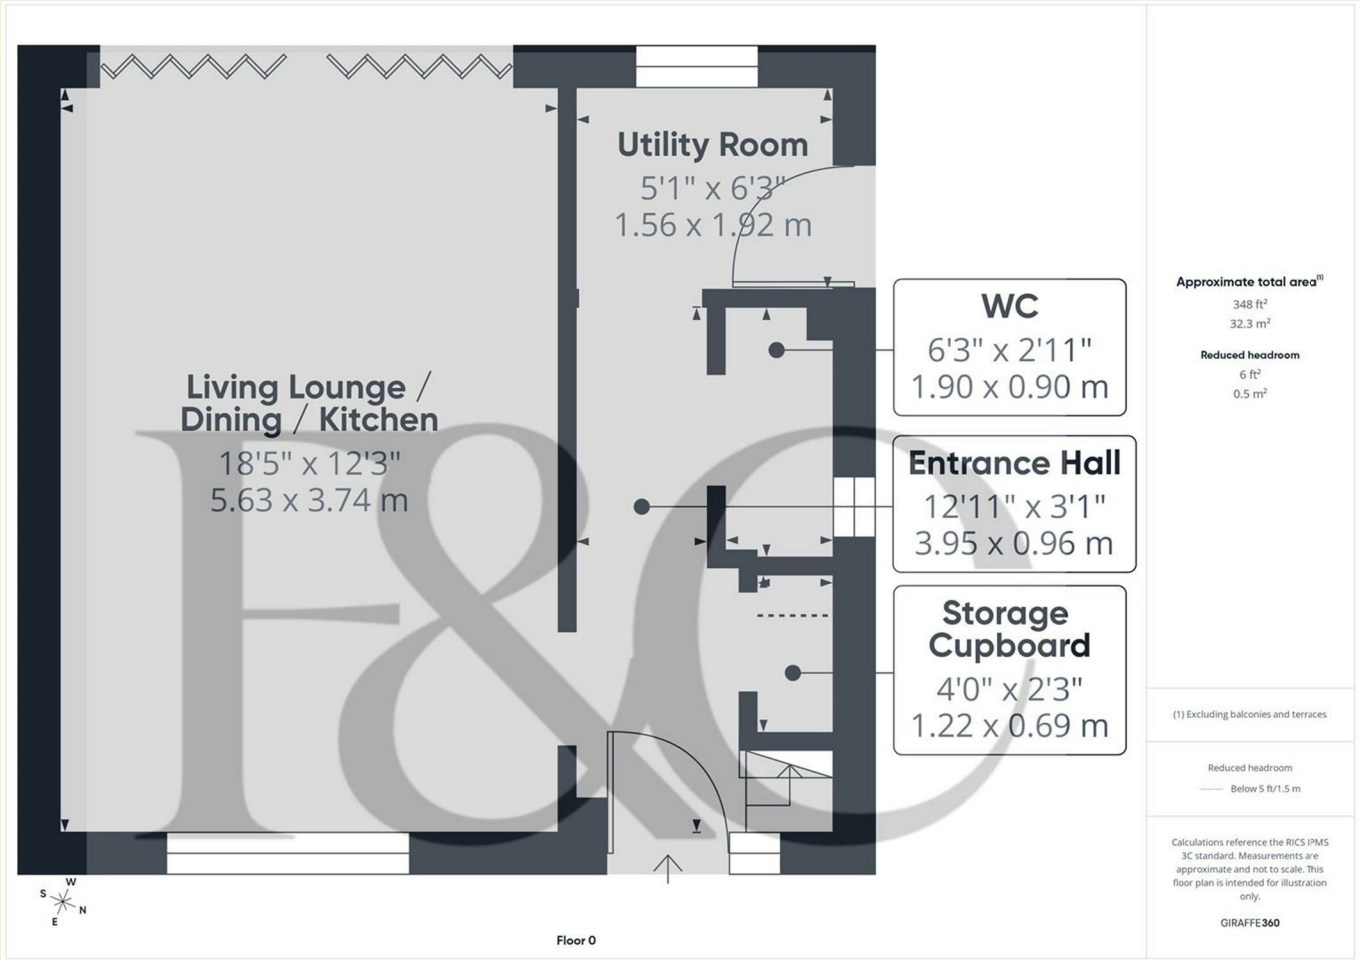 Utility Room
5'1" x 6'3"
1.56 x 1.92 m
Living Lounge /
Dining / Kitchen
18'5" x 12'3"
5.63 x 3.74 m
WC
6'3" x 2'11"
1.90 x 0.90 m
Entrance Hall
12'11" x 3'1"
3.95 x 0.96 m
Storage
Cupboard
4'0" x 2'3"
1.22 x 0.69 m
F&C
W
S
N
E
Floor 0
Approximate total area(1)
348 ft²
32.3 m²
Reduced headroom
6 ft²
0.5 m²
(1) Excluding balconies and terraces
Reduced headroom
Below 5 ft/1.5 m
Calculations reference the RICS IPMS
3C standard. Measurements are
approximate and not to scale. This
floor plan is intended for illustration
only.
GIRAFFE360